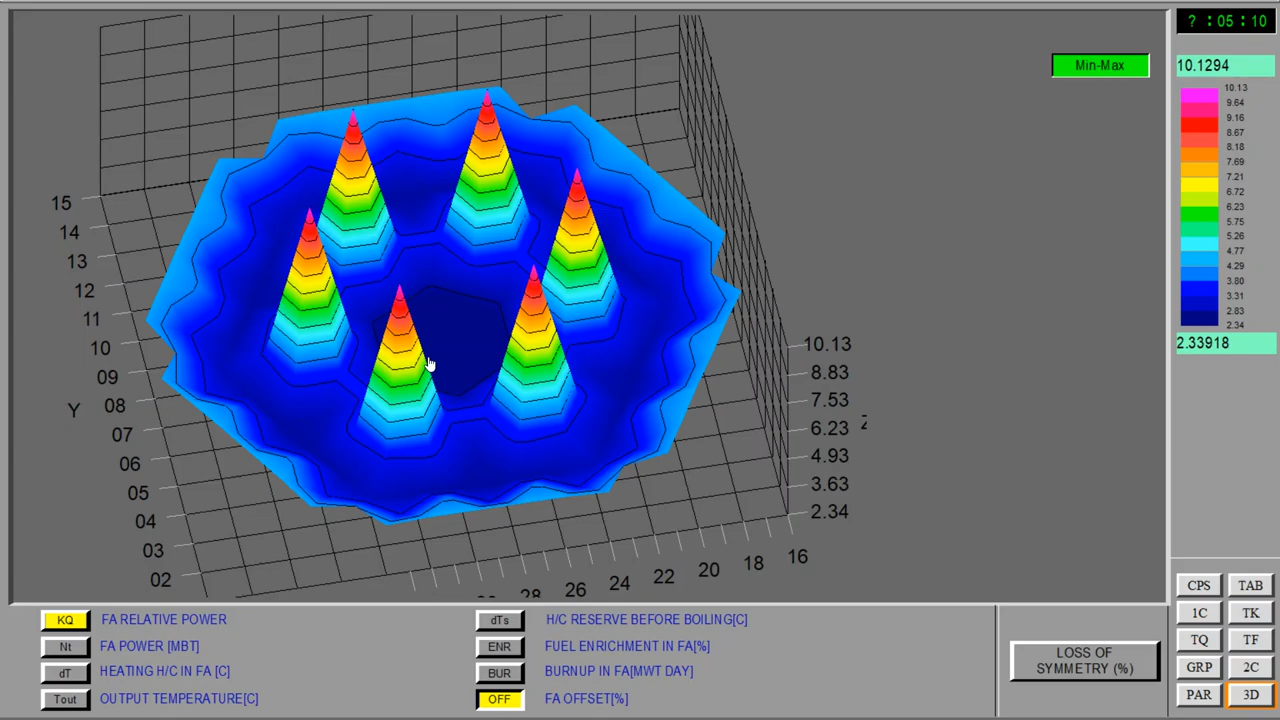 ? : 05 : 10
Min-Max
10.1294
10.13
9.64
9.16
8.67
8.18
7.69
7.21
6.72
6.23
5.75
5.26
4.77
4.29
3.80
3.31
2.83
2.34
2.33918
15
14
13
12
11
10
09
08
07
06
05
04
03
02
Y
10.13
8.83
7.53
6.23
4.93
3.63
2.34
28 26 24 22 20 18 16
KQ FA RELATIVE POWER
Nt FA POWER [MBT]
dT HEATING H/C IN FA [C]
Tout OUTPUT TEMPERATURE[C]
dTs H/C RESERVE BEFORE BOILING[C]
ENR FUEL ENRICHMENT IN FA[%]
BUR BURNUP IN FA[MWT DAY]
OFF FA OFFSET[%]
LOSS OF
SYMMETRY (%)
CPS TAB
1C TK
TQ TF
GRP 2C
PAR 3D